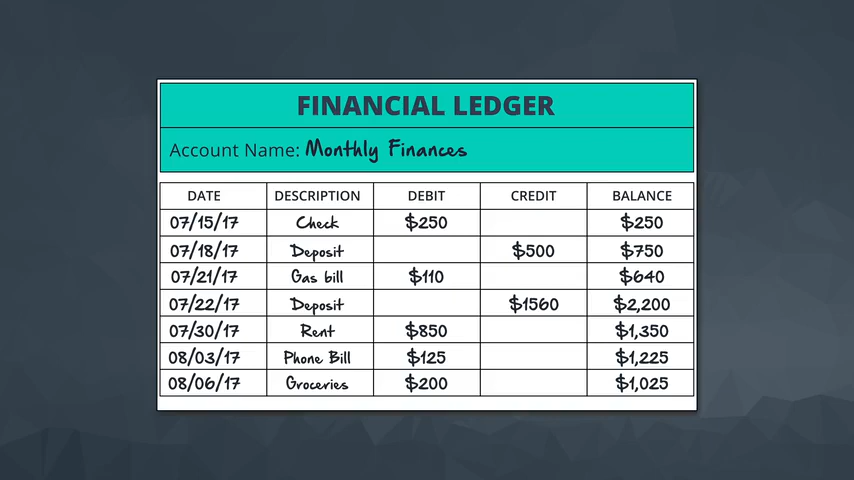 FINANCIAL LEDGER
Account Name: Monthly Finances
DATE DESCRIPTION DEBIT CREDIT BALANCE
07/15/17 Check $250 $250
07/18/17 Deposit $500 $750
07/21/17 Gas bill $110 $640
07/22/17 Deposit $1560 $2,200
07/30/17 Rent $850 $1,350
08/03/17 Phone Bill $125 $1,225
08/06/17 Groceries $200 $1,025